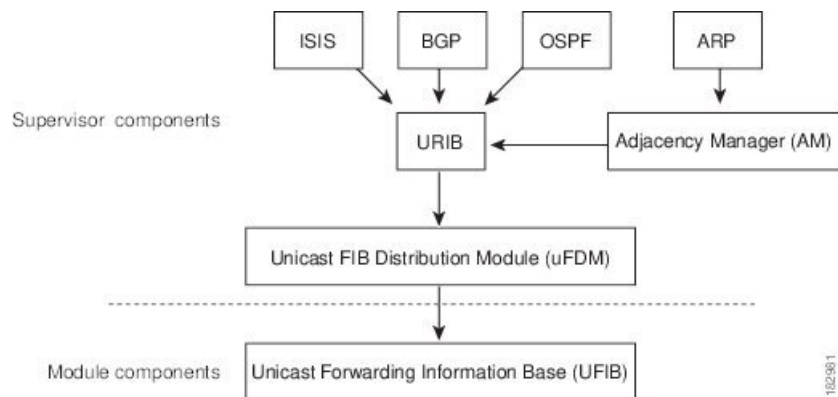 ISIS
BGP
OSPF
ARP
Supervisor components
URIB
Adjacency Manager (AM)
Unicast FIB Distribution Module (uFDM)
Module components
Unicast Forwarding Information Base (UFIB)
182981